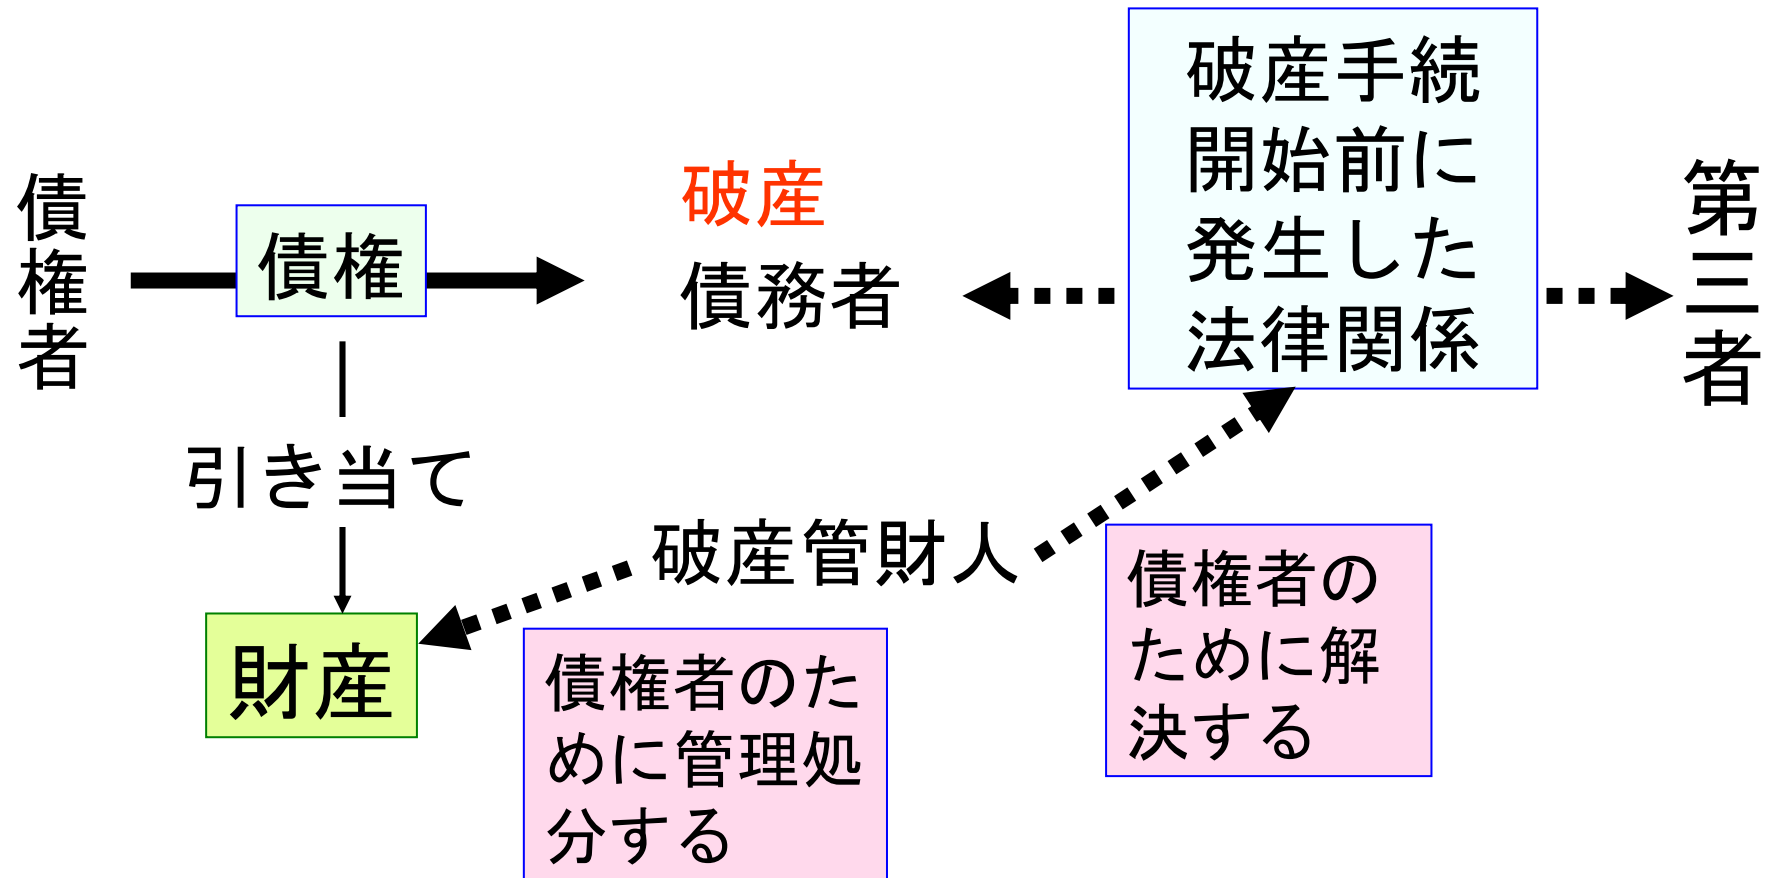 債権者
債権
破産
債務者
破産手続
開始前に
発生した
法律関係
第三者
引き当て
破産管財人
財産
債権者のた
めに管理処
分する
債権者の
ために解
決する